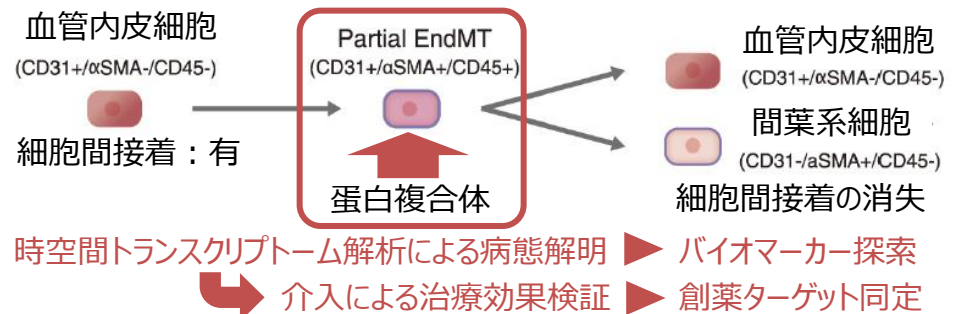 血管内皮細胞
(CD31+/αSMA-/CD45-)
細胞間接着：有
Partial EndMT
(CD31+/αSMA+/CD45+)
蛋白複合体
血管内皮細胞
(CD31+/αSMA-/CD45-)
間葉系細胞
(CD31-/aSMA+/CD45-)
細胞間接着の消失
時空間トランスクリプトーム解析による病態解明 ▶ バイオマーカー探索
介入による治療効果検証 ▶ 創薬ターゲット同定